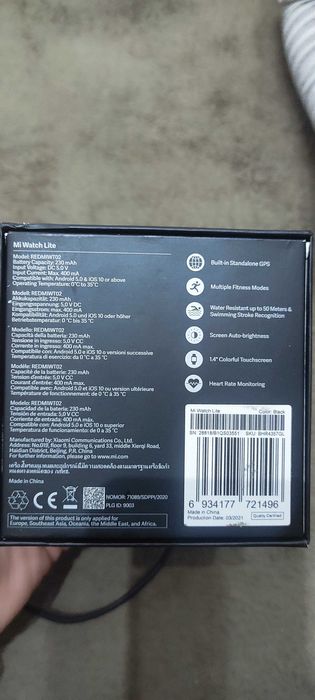 Mi Watch Lite
Model: REDMIWT02
Battery Capacity: 230 mAh
Input Voltage: DC 5.0 V
Input Current: Max. 400 mA
Compatible with: Android 5.0 & iOS 10 or above
Operating Temperature: 0°C to 35°C
Model: REDMIWT02
Akkukapazität: 230 mAh
Eingangsspannung: 5,0 V DC
Eingangsstrom: max. 400 mA
Kompatibilität: Android 5.0 und iOS 10 oder höher
Betriebstemperatur: 0°C to 35°C
Modello: REDMIWT02
Capacità della batteria: 230 mAh
Tensione in ingresso: 5,0 V CC
Corrente in ingresso: 400 mA max.
Compatibile con: Android 5.0 e iOS 10 o versioni successive
Temperatura di esercizio: da 0°C a 35°C
Modèle: REDMIWT02
Capacité de la batterie: 230 mAh
Tension d'entrée: 5,0 V CC
Courant d'entrée: 400 mA max.
Compatible avec: Android 5.0 et iOS 10 ou version ultérieure
Température de fonctionnement: de 0°C à 35°C
Modelo: REDMIWT02
Capacidad de la batería: 230 mAh
Tensión de entrada: 5,0 V CC
Corriente de entrada: 400 mA máx.
Compatible con: Android 5.0 y iOS 10 o superior
Temperatura de funcionamiento: 0°C a 35°C
Manufactured by: Xiaomi Communications Co., Ltd.
Address: No.019, floor 9, building 6, yard 33, middle Xierqi Road,
Haidian District, Beijing, P.R. China
For further information, please go to www.mi.com
Made in China
CE
NOMOR: 71089/SDPPI/2020
PLG ID: 9003
The version of this product is only applied for
Europe, Southeast Asia, Oceania, the Middle East, and Africa.
Built-in Standalone GPS
Multiple Fitness Modes
Water Resistant up to 50 Meters &
Swimming Stroke Recognition
Screen Auto-brightness
1.4" Colorful Touchscreen
Heart Rate Monitoring
Mi Watch Lite
Color: Black
SKU: BHR4357GL
6 934177 721496
Made in China
Production Date: 03/2021
Quality Certified